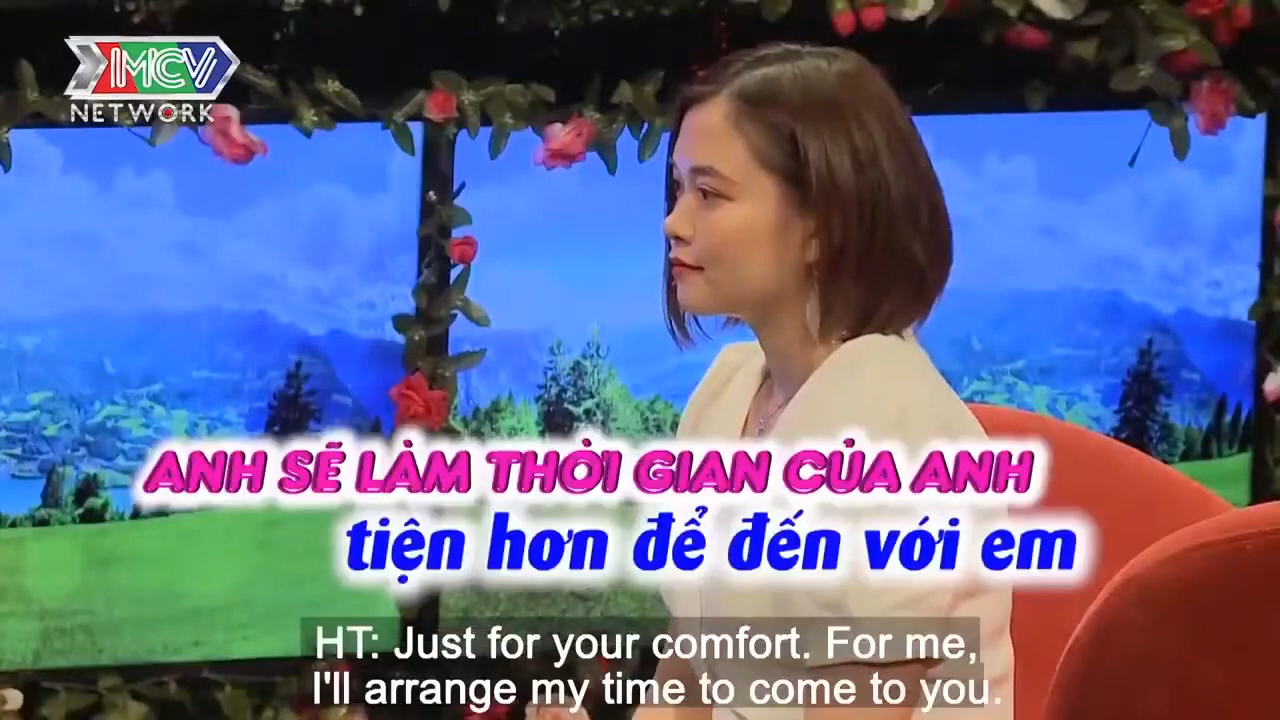 MCV
NETWORK
ANH SẼ LÀM THỜI GIAN CỦA ANH
tiện hơn để đến với em
HT: Just for your comfort. For me,
I'll arrange my time to come to you.